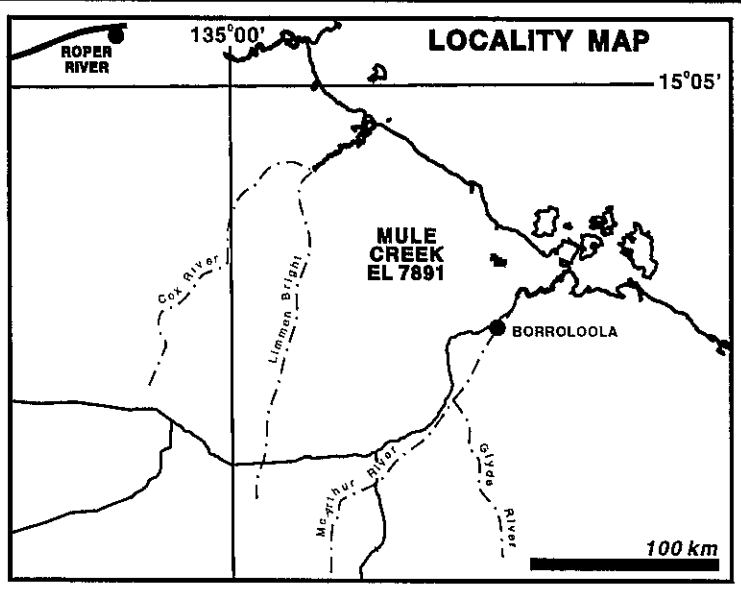 LOCALITY MAP
135°00'
ROPER
RIVER
15°05'
MULE
CREEK
EL 7891
Cox River
Limmen Bright
BORROLOOLA
McArthur River
Glyde River
100 km